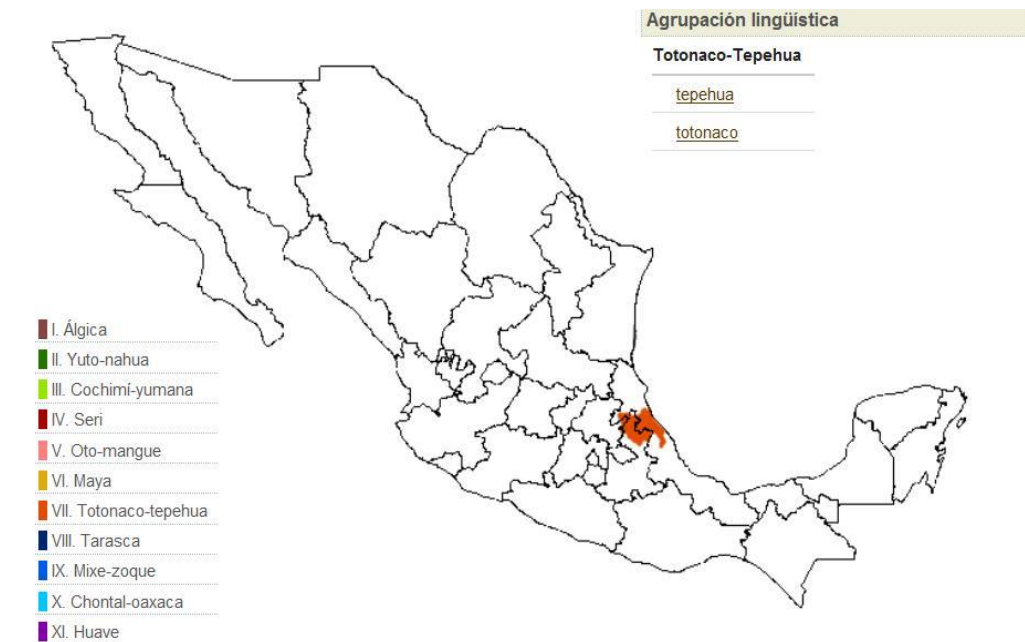 Agrupación lingüística
Totonaco-Tepehua
tepehua
totonaco
I. Álgica
II. Yuto-nahua
III. Cochimí-yumana
IV. Seri
V. Oto-mangue
VI. Maya
VII. Totonaco-tepehua
VIII. Tarasca
IX. Mixe-zoque
X. Chontal-oaxaca
XI. Huave